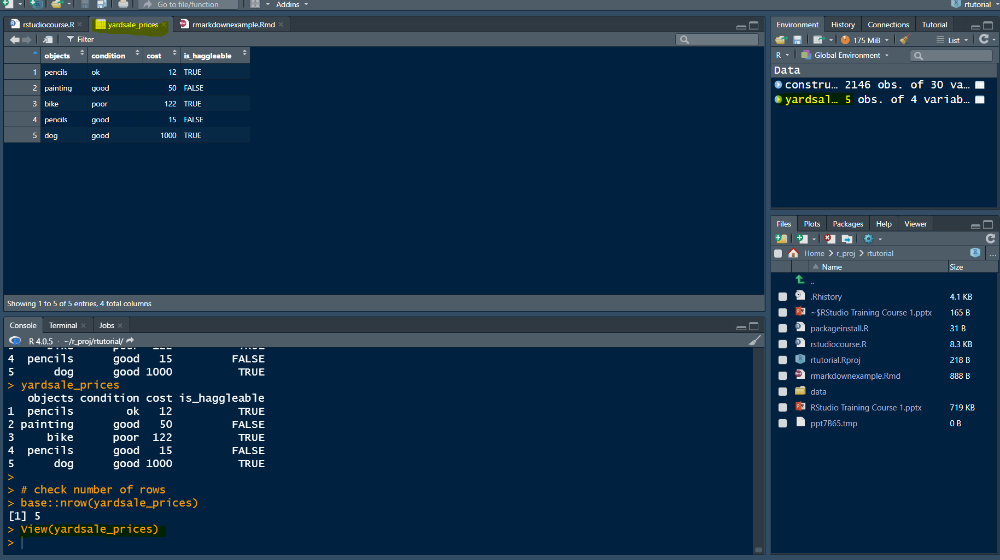 Go to file/function
Addins
rtutorial
rstudiocourse.R
yardsale_prices
rmarkdownexample.Rmd
Filter
objects condition cost is_haggleable
1 pencils ok 12 TRUE
2 painting good 50 FALSE
3 bike poor 122 TRUE
4 pencils good 15 FALSE
5 dog good 1000 TRUE
Showing 1 to 5 of 5 entries, 4 total columns
Console Terminal Jobs
R 4.0.5 · ~/r_proj/rtutorial/
3 bike poor 122 TRUE
4 pencils good 15 FALSE
5 dog good 1000 TRUE
> yardsale_prices
objects condition cost is_haggleable
1 pencils ok 12 TRUE
2 painting good 50 FALSE
3 bike poor 122 TRUE
4 pencils good 15 FALSE
5 dog good 1000 TRUE
>
> # check number of rows
> base::nrow(yardsale_prices)
[1] 5
> View(yardsale_prices)
>
Environment History Connections Tutorial
175 MiB List
R Global Environment
Data
constru… 2146 obs. of 30 va…
yardsal… 5 obs. of 4 variab…
Files Plots Packages Help Viewer
Home r_proj rtutorial ...
Name Size
..
.Rhistory 4.1 KB
~$RStudio Training Course 1.pptx 165 B
packageinstall.R 31 B
rstudiocourse.R 8.3 KB
rtutorial.Rproj 218 B
rmarkdownexample.Rmd 888 B
data
RStudio Training Course 1.pptx 719 KB
ppt7B65.tmp 0 B